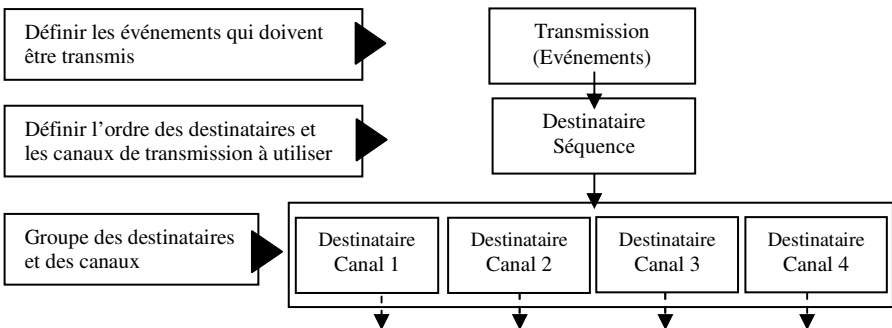 Définir les événements qui doivent
être transmis
Transmission
(Evénements)
Définir l’ordre des destinataires et
les canaux de transmission à utiliser
Destinataire
Séquence
Groupe des destinataires
et des canaux
Destinataire
Canal 1
Destinataire
Canal 2
Destinataire
Canal 3
Destinataire
Canal 4